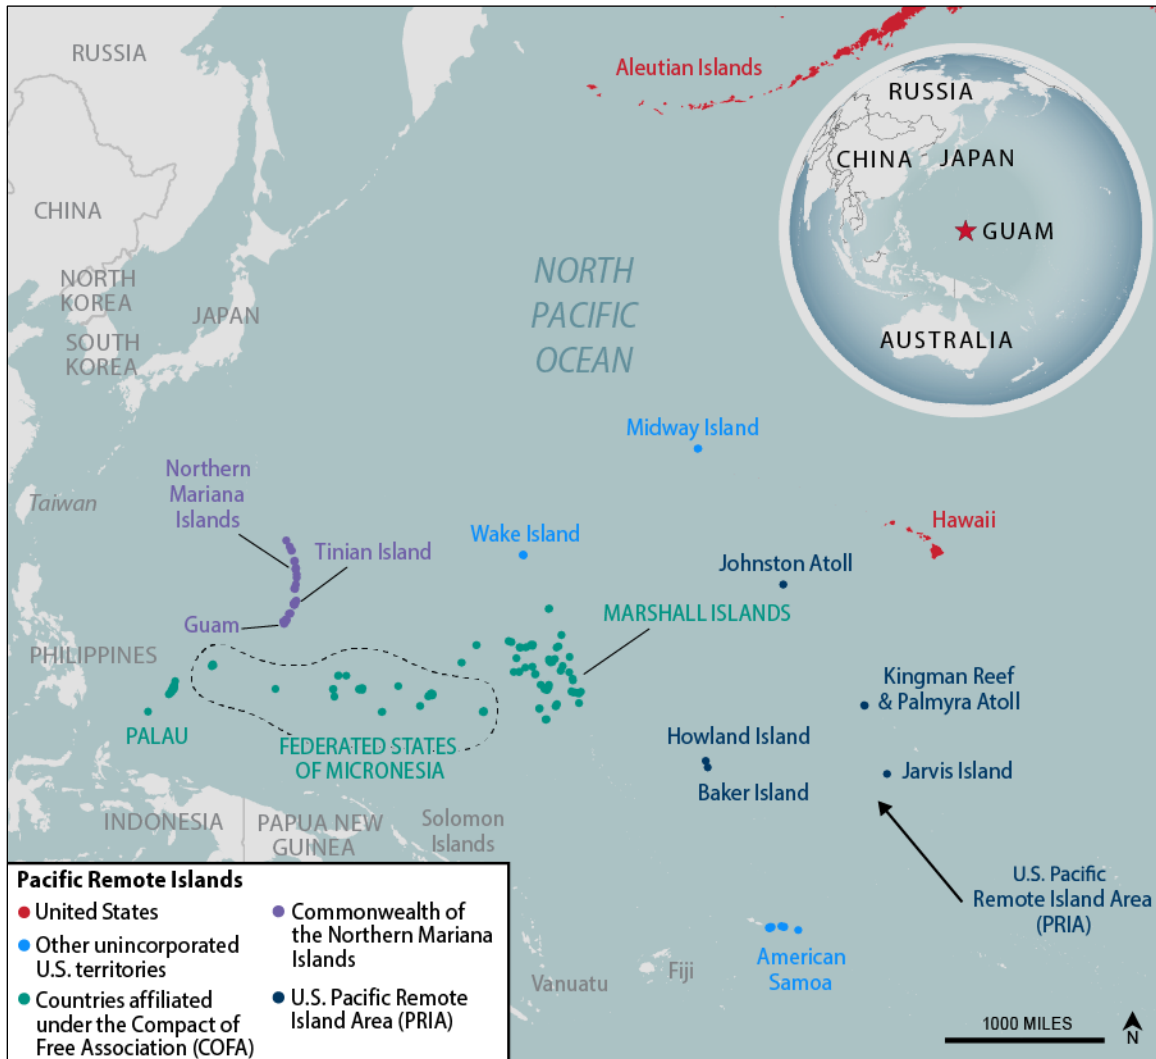 RUSSIA
Aleutian Islands
RUSSIA
CHINA
JAPAN
GUAM
AUSTRALIA
CHINA
NORTH
KOREA
JAPAN
SOUTH
KOREA
NORTH
PACIFIC
OCEAN
Midway Island
Northern
Mariana
Islands
Taiwan
Tinian Island
Wake Island
Hawaii
Johnston Atoll
MARSHALL ISLANDS
Guam
PHILIPPINES
Kingman Reef
& Palmyra Atoll
PALAU
FEDERATED STATES
OF MICRONESIA
Howland Island
Baker Island
Jarvis Island
INDONESIA
PAPUA NEW
GUINEA
Solomon
Islands
U.S. Pacific
Remote Island Area
(PRIA)
American
Samoa
Fiji
Vanuatu
Pacific Remote Islands
United States
Other unincorporated
U.S. territories
Countries affiliated
under the Compact of
Free Association (COFA)
Commonwealth of
the Northern Mariana
Islands
U.S. Pacific Remote
Island Area (PRIA)
1000 MILES
N